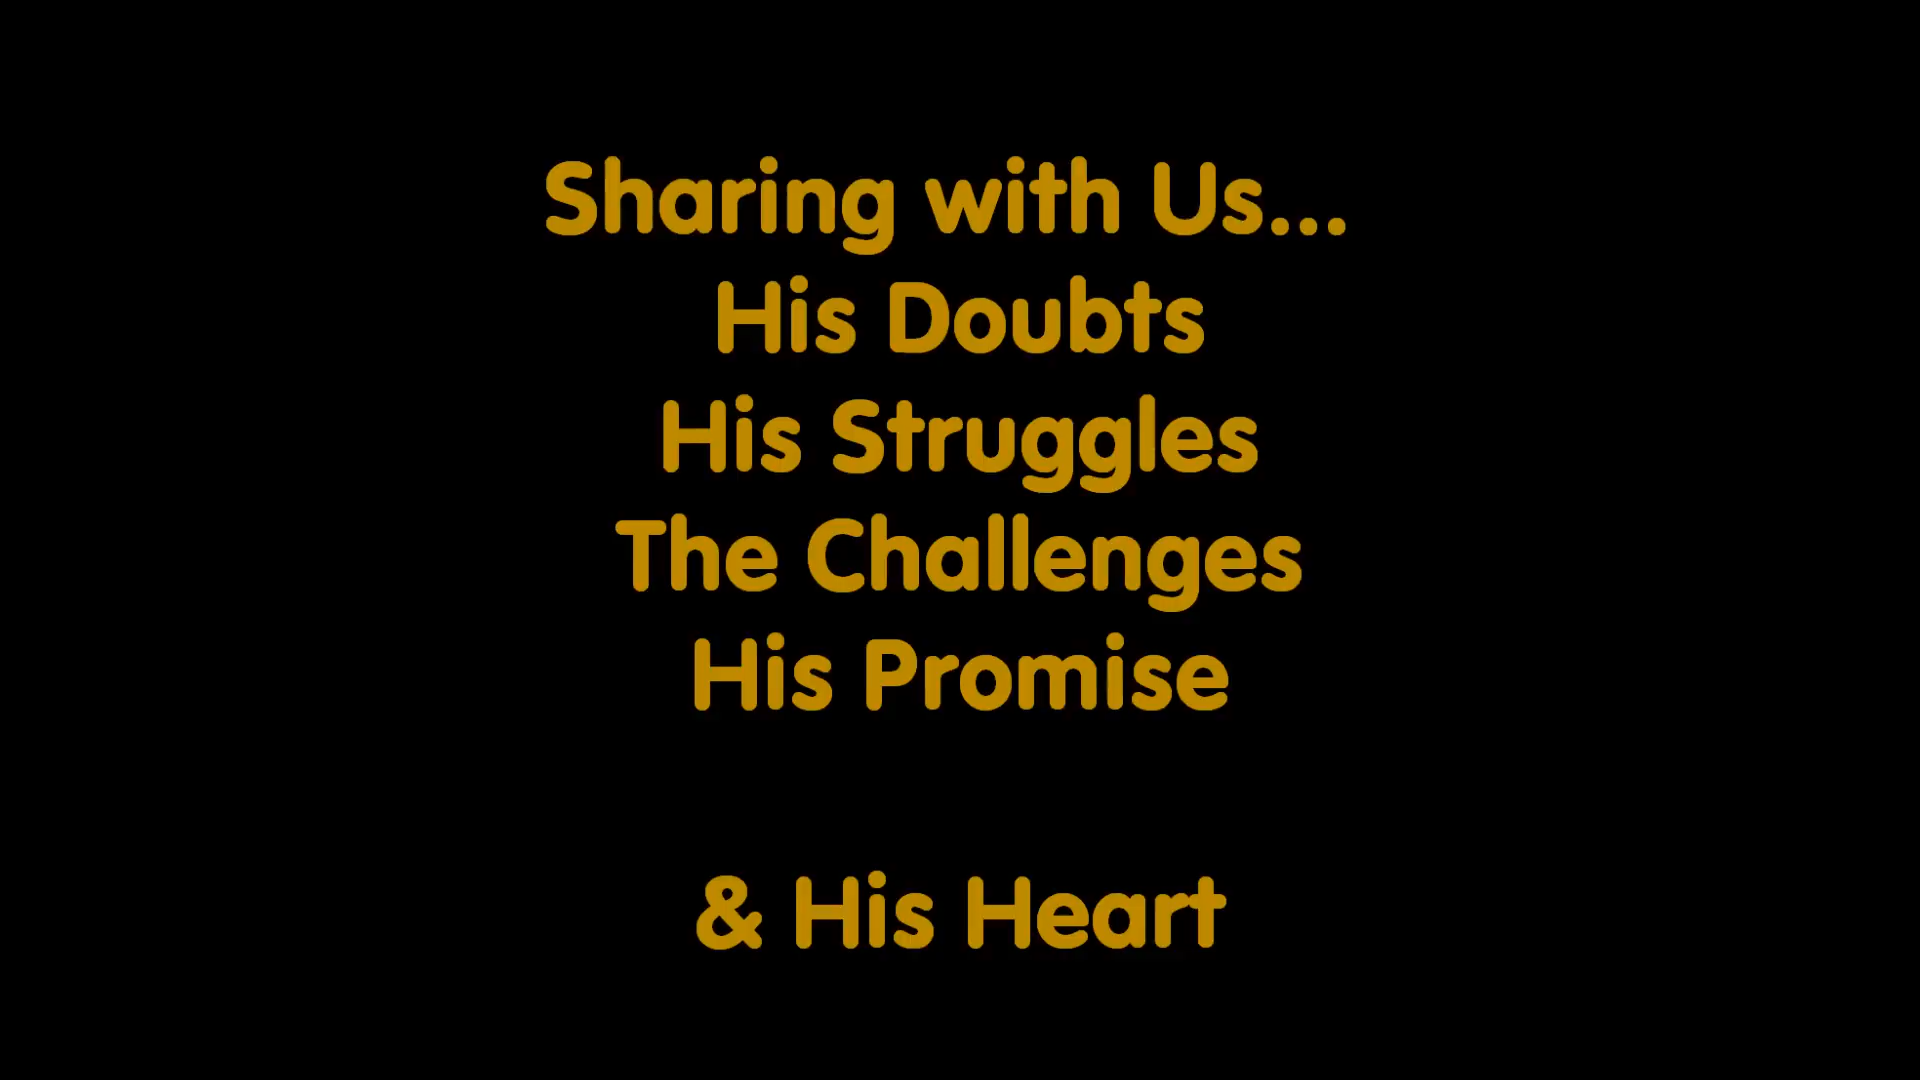 Sharing with Us...
His Doubts
His Struggles
The Challenges
His Promise
& His Heart